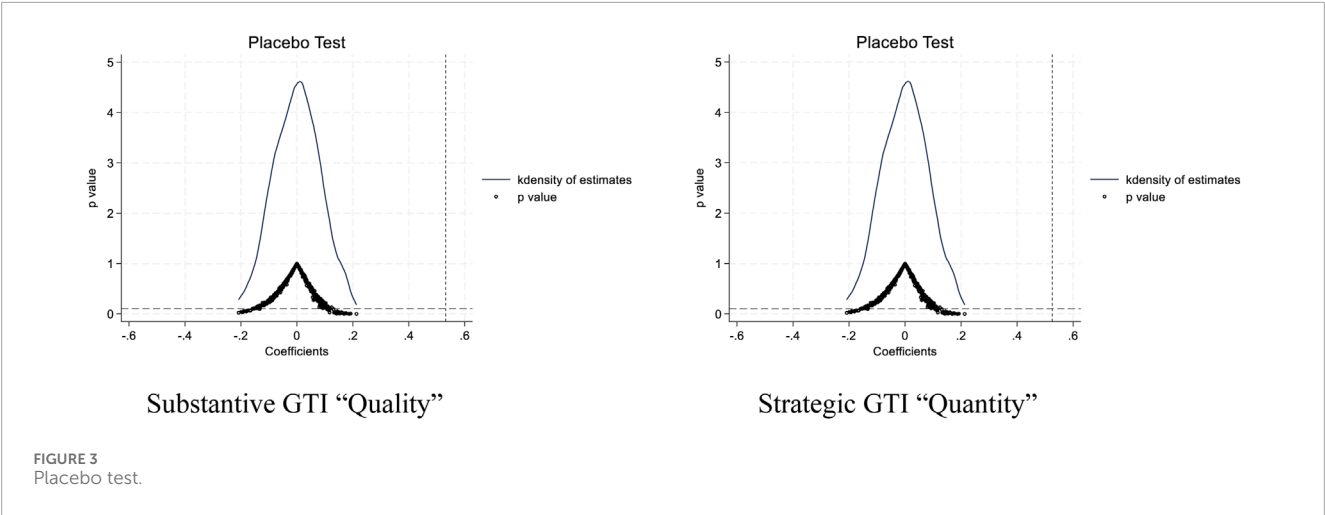 Placebo Test
5
4
3
2
1
0
p value
-.6 -.4 -.2 0 .2 .4 .6
Coefficients
kdensity of estimates
p value
Substantive GTI “Quality”
Placebo Test
5
4
3
2
1
0
p value
-.6 -.4 -.2 0 .2 .4 .6
Coefficients
kdensity of estimates
p value
Strategic GTI “Quantity”
FIGURE 3
Placebo test.